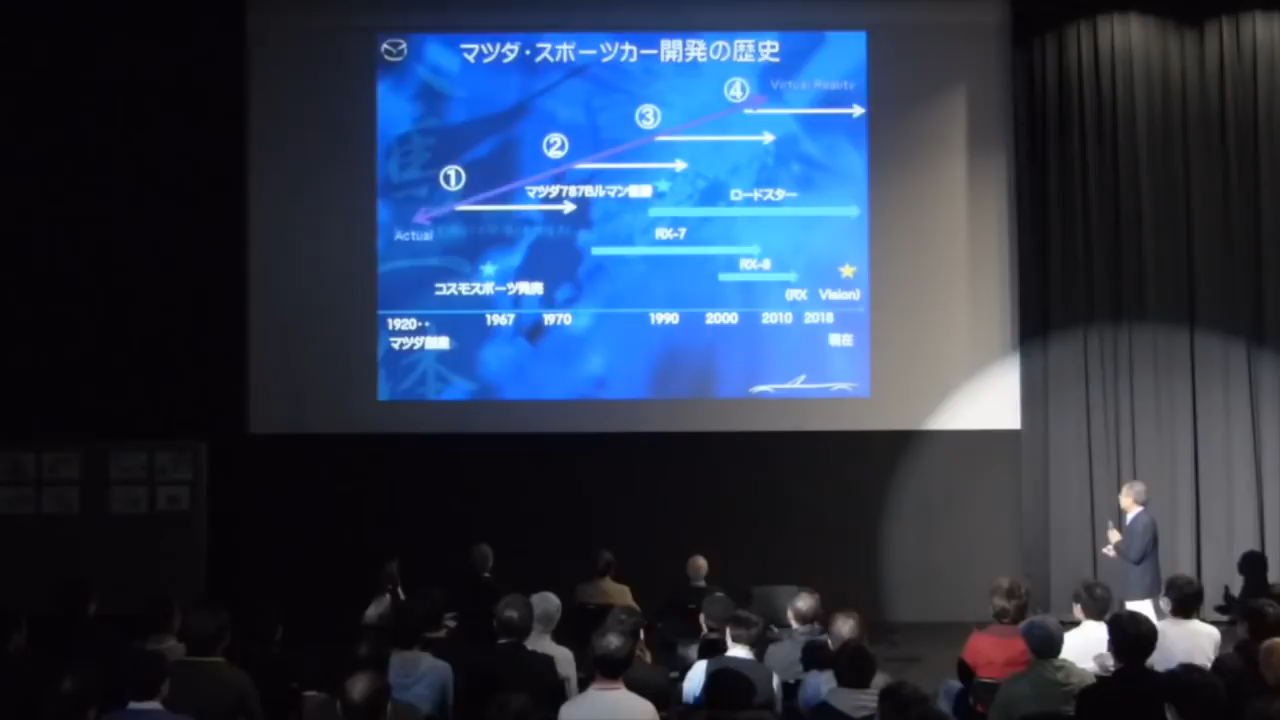 マツダ・スポーツカー開発の歴史
④ Virtual Reality
③
②
①
マツダ787Bルマン
ロードスター
Actual
RX-7
RX-8
コスモスポーツ発売
(RX Vision)
1920‥ 1967 1970 1990 2000 2010 2018
マツダ創業 現在